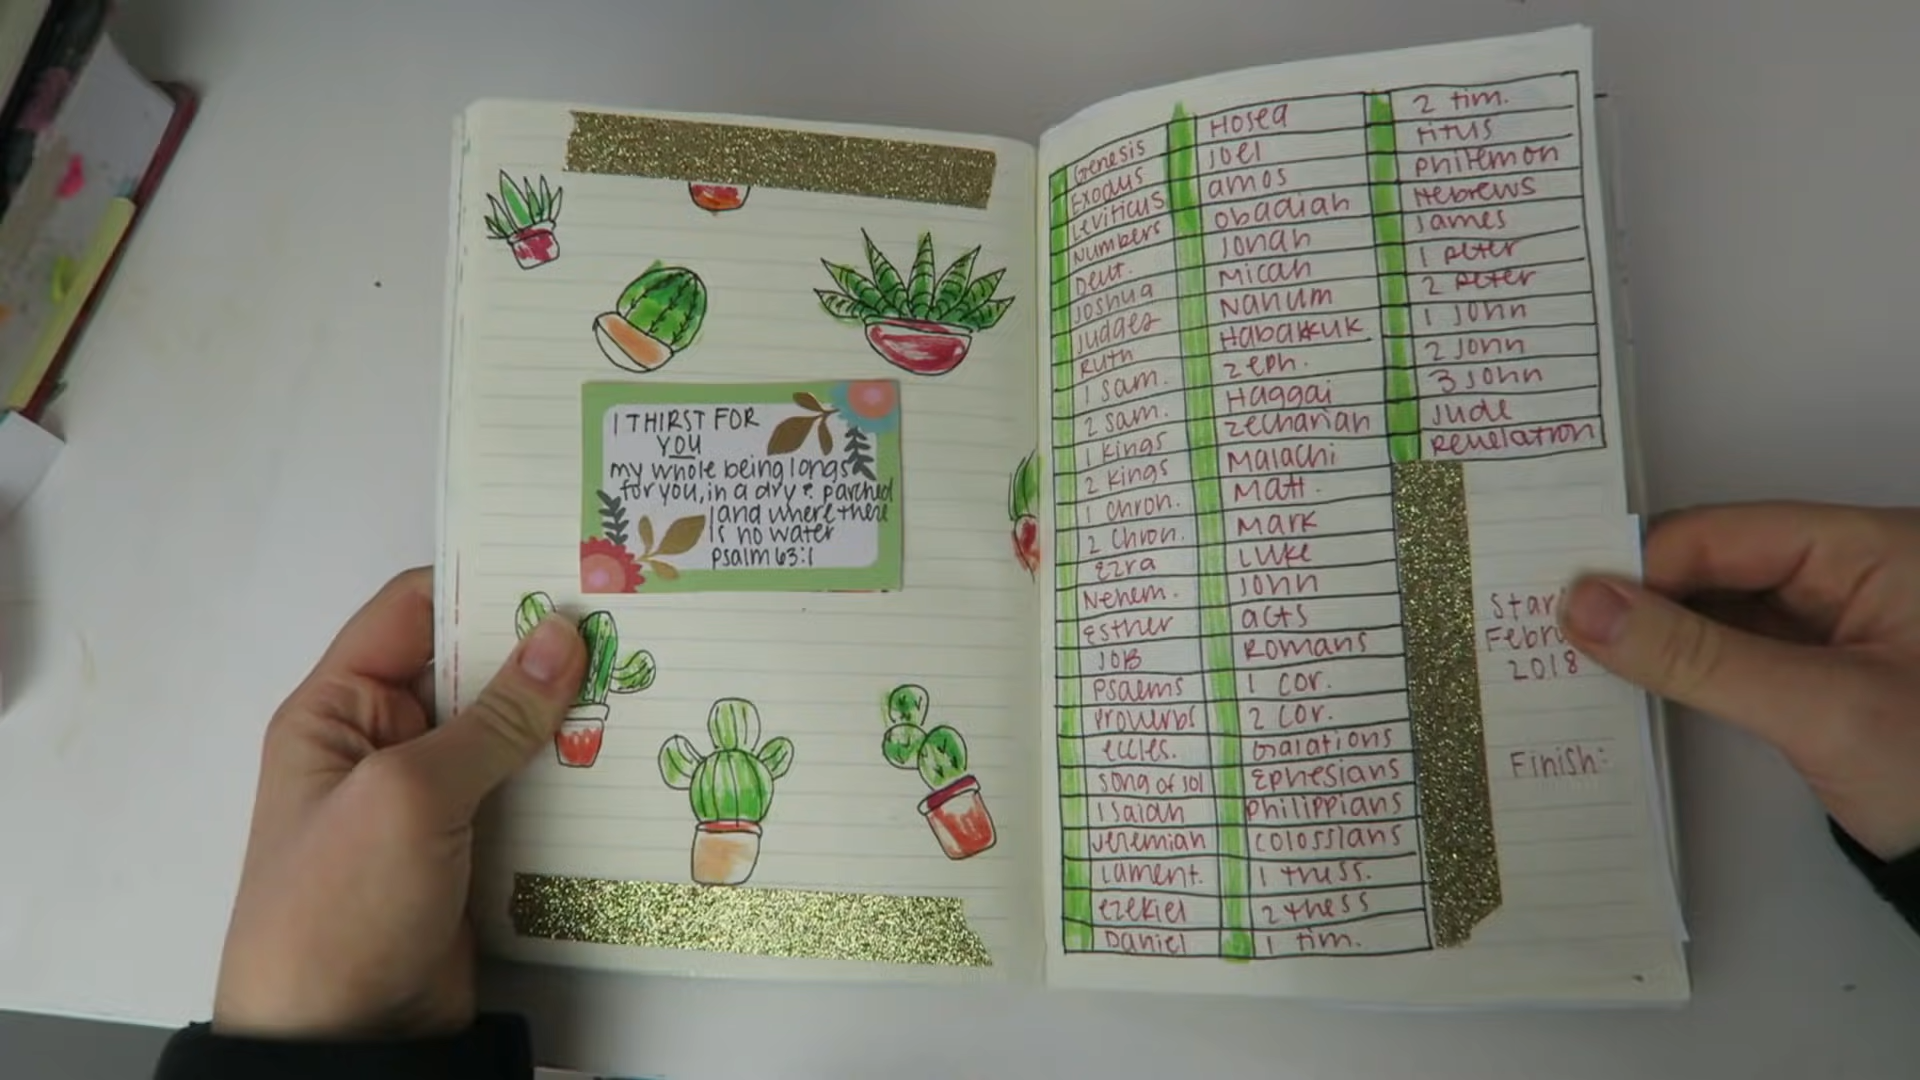 I THIRST FOR
YOU
my whole being longs
for you, in a dry & parched
land where there
is no water
psalm 63:1
Genesis
Exodus
Leviticus
Numbers
Deut.
Joshua
Judges
Ruth
1 Sam.
2 Sam.
1 Kings
2 Kings
1 Chron.
2 Chron.
Ezra
Nehem.
Esther
JOB
Psalms
Proverbs
eccles.
song of sol
Isaiah
Jeremiah
Lament.
ezekiel
Daniel
Hosea
Joel
amos
obadiah
Jonah
Micah
Nahum
Habakkuk
zeph.
Haggai
zechariah
Malachi
Matt.
Mark
Luke
John
acts
Romans
1 cor.
2 cor.
Galations
Ephesians
Philippians
colossians
1 thess.
2 thess
1 tim.
2 tim.
titus
Philemon
Hebrews
James
1 peter
2 peter
1 John
2 John
3 John
Jude
Revelation
2018
Finish: